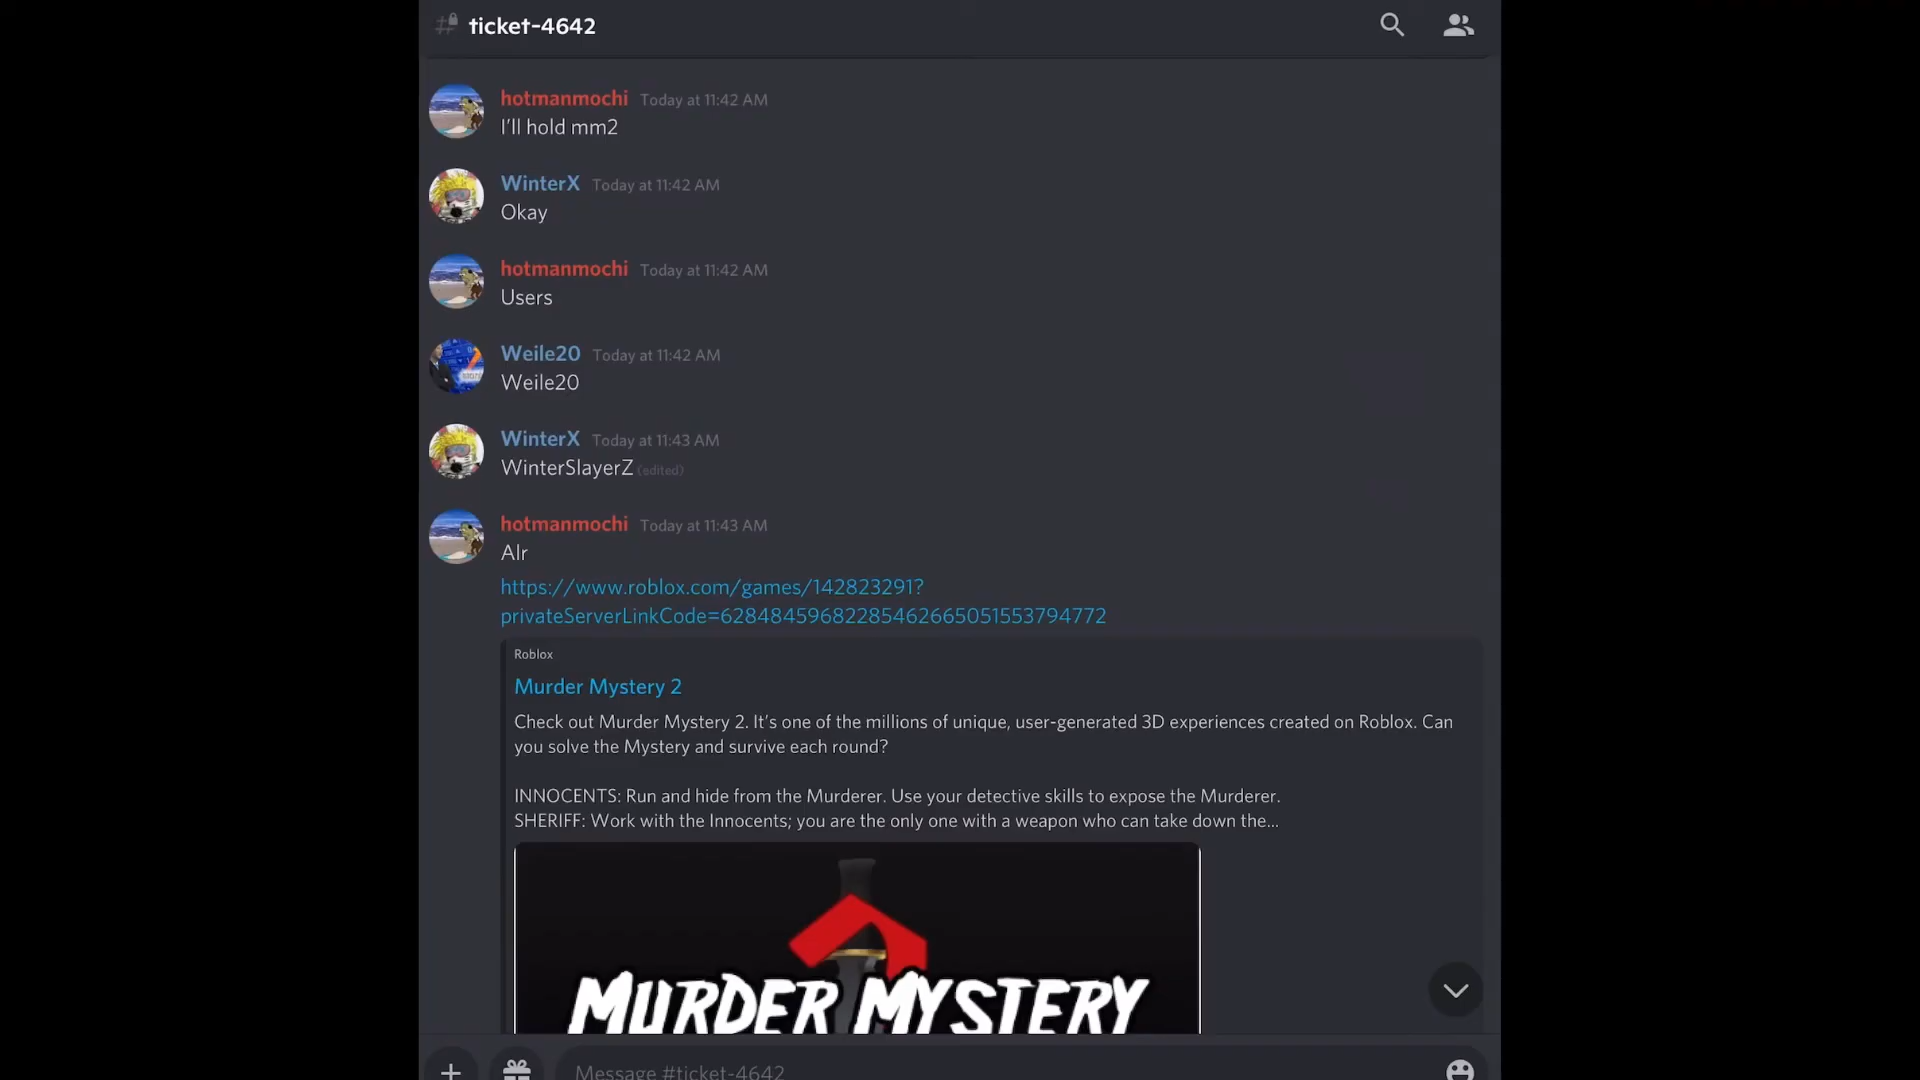 ticket-4642
hotmanmochi Today at 11:42 AM
I'll hold mm2
WinterX Today at 11:42 AM
Okay
hotmanmochi Today at 11:42 AM
Users
Weile20 Today at 11:42 AM
Weile20
WinterX Today at 11:43 AM
WinterSlayerZ (edited)
hotmanmochi Today at 11:43 AM
Alr
https://www.roblox.com/games/142823291?
privateServerLinkCode=62848459682285462665051553794772
Roblox
Murder Mystery 2
Check out Murder Mystery 2. It's one of the millions of unique, user-generated 3D experiences created on Roblox. Can
you solve the Mystery and survive each round?
INNOCENTS: Run and hide from the Murderer. Use your detective skills to expose the Murderer.
SHERIFF: Work with the Innocents; you are the only one with a weapon who can take down the...
MURDER MYSTERY
Message #ticket-4642